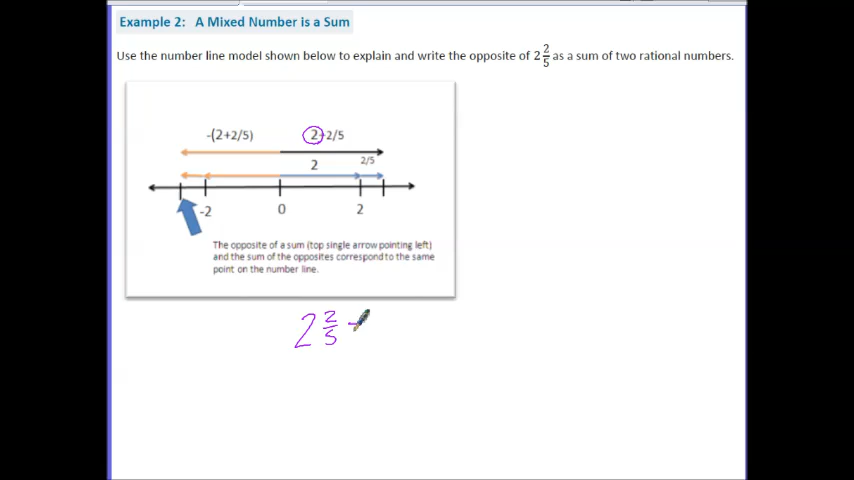 Example 2: A Mixed Number is a Sum
Use the number line model shown below to explain and write the opposite of 2 2/5 as a sum of two rational numbers.
-(2+2/5) 2+2/5
2 2/5
-2 0 2
The opposite of a sum (top single arrow pointing left)
and the sum of the opposites correspond to the same
point on the number line.
2 2/5